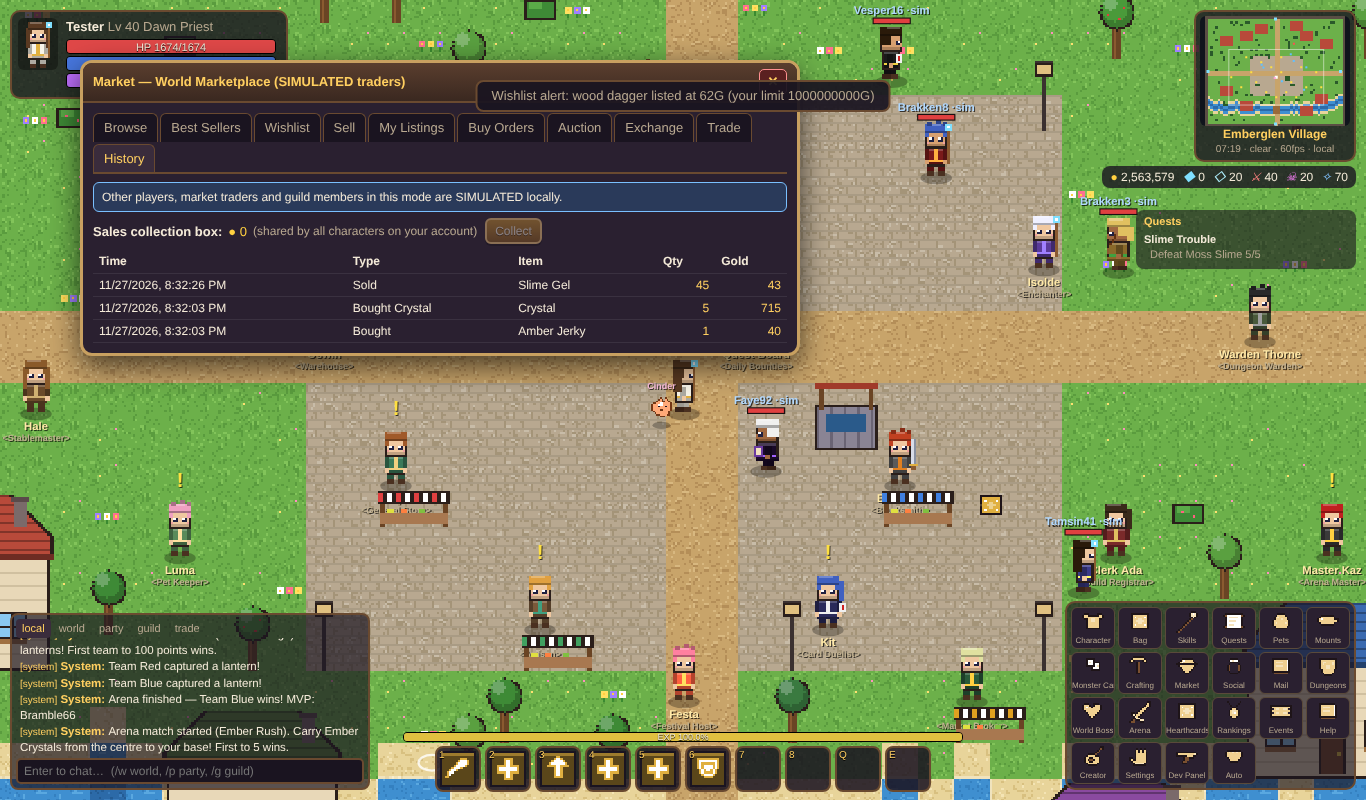 Tester Lv 40 Dawn Priest
HP 1674/1674
Market — World Marketplace (SIMULATED traders)
Wishlist alert: wood dagger listed at 62G (your limit 1000000000G)
Browse
Best Sellers
Wishlist
Sell
My Listings
Buy Orders
Auction
Exchange
Trade
History
Other players, market traders and guild members in this mode are SIMULATED locally.
Sales collection box: 0 (shared by all characters on your account) Collect
Time Type Item Qty Gold
11/27/2026, 8:32:26 PM Sold Slime Gel 45 43
11/27/2026, 8:32:03 PM Bought Crystal Crystal 5 715
11/27/2026, 8:32:03 PM Bought Amber Jerky 1 40
Vesper16 ·sim
Brakken8 ·sim
Emberglen Village
07:19 · clear · 60fps · local
2,563,579 0 20 40 20 70
Brakken3 ·sim
Quests
Slime Trouble
Defeat Moss Slime 5/5
Isolde
<Enchanter>
Warden Thorne
<Dungeon Warden>
<Warehouse>
<Daily Bounties>
Cinder
Faye92 ·sim
Hale
<Stablemaster>
Luma
<Pet Keeper>
Tamsin41 ·sim
Clerk Ada
Master Kaz
<Arena Master>
Kit
<Card Duelist>
Festa
<Festival Host>
local world party guild trade
lanterns! First team to 100 points wins.
[system] System: Team Red captured a lantern!
[system] System: Team Blue captured a lantern!
[system] System: Arena finished — Team Blue wins! MVP:
Bramble66
[system] System: Arena match started (Ember Rush). Carry Ember
Crystals from the centre to your base! First to 5 wins.
Enter to chat… (/w world, /p party, /g guild)
EXP 100.0%
1 2 3 4 5 6 7 8 Q E
Character Bag Skills Quests Pets Mounts
Monster Ca Crafting Market Social Mail Dungeons
World Boss Arena Hearthcards Rankings Events Help
Creator Settings Dev Panel Auto